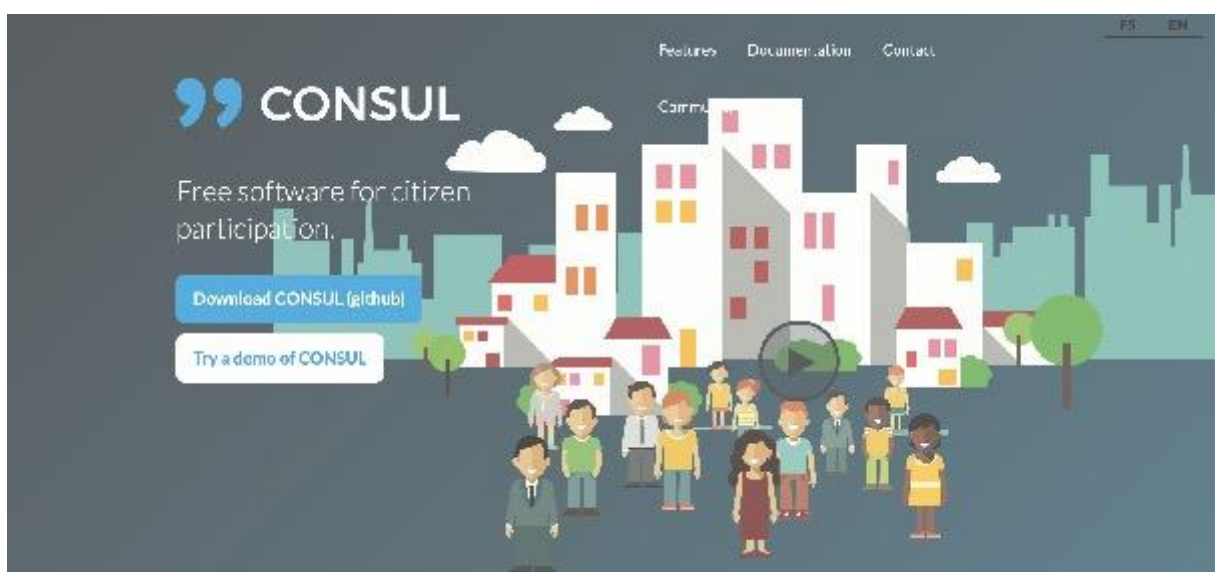 ES EN
Features Documentation Contact
CONSUL
Free software for citizen
participation.
Download CONSUL (github)
Try a demo of CONSUL